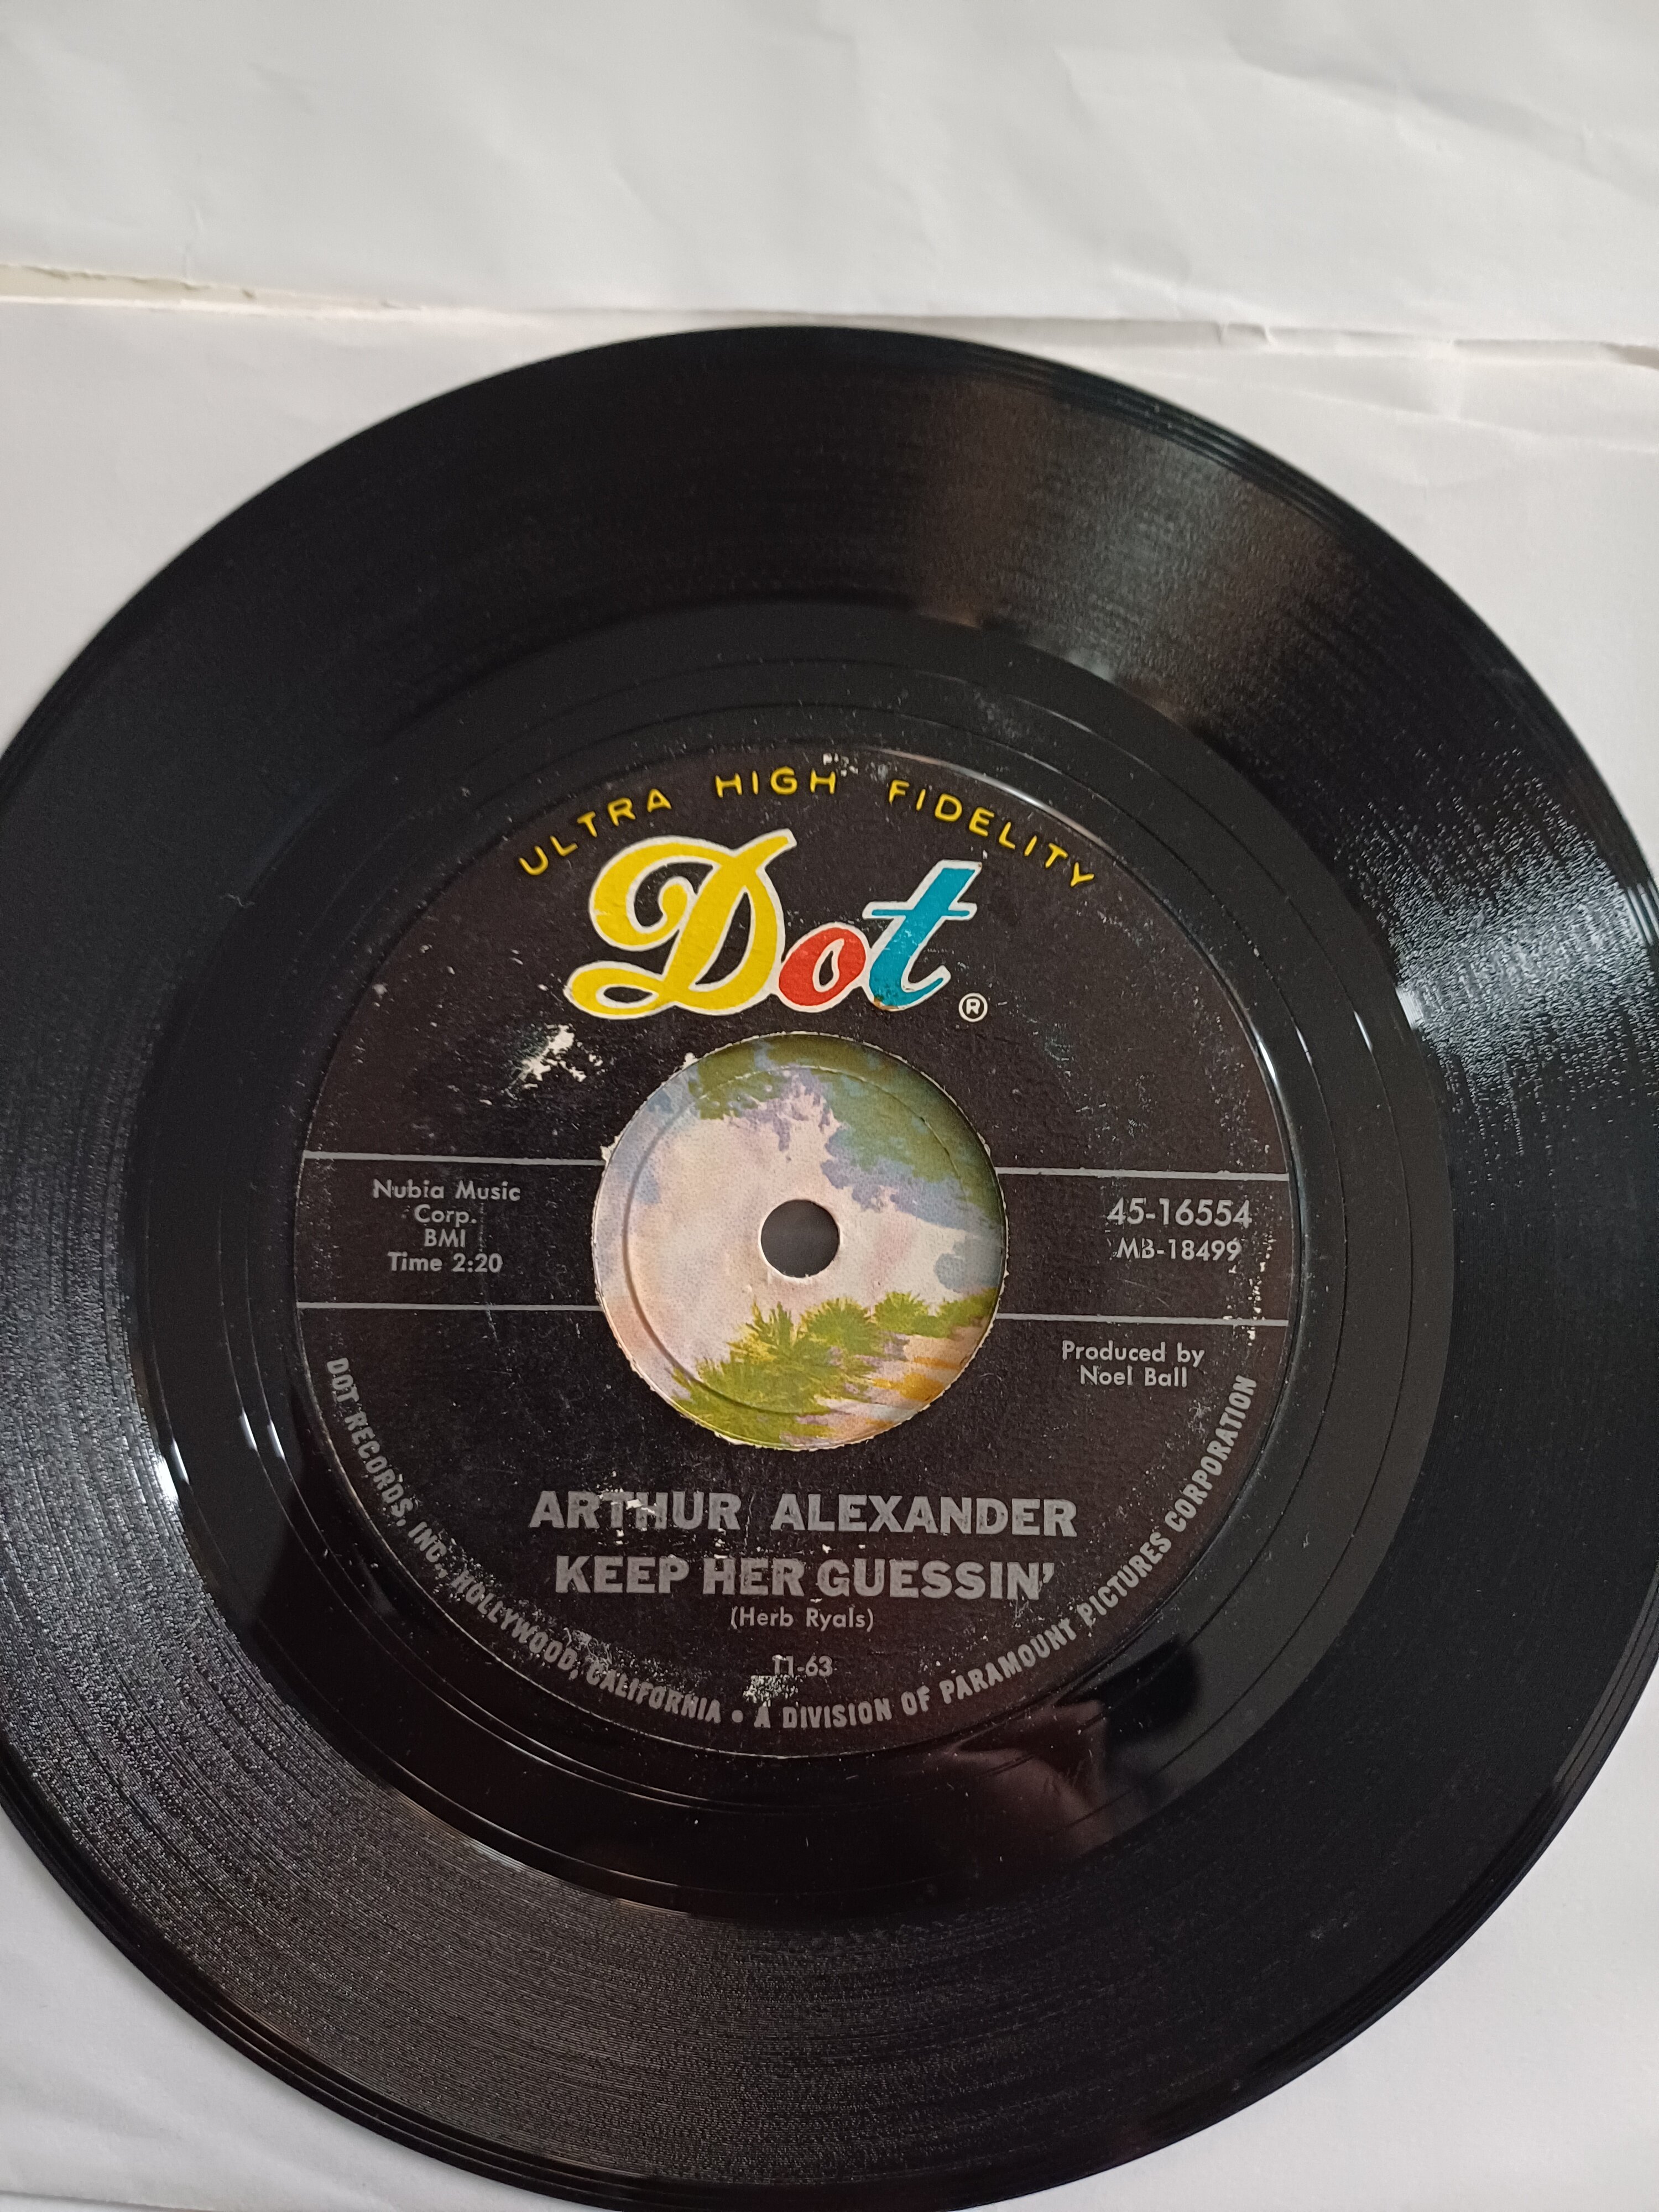 ULTRA HIGH FIDELITY
Dot ®
Nubia Music
Corp.
BMI
Time 2:20
45-16554
MB-18499
Produced by
Noel Ball
ARTHUR ALEXANDER
KEEP HER GUESSIN'
(Herb Ryals)
11-63
DOT RECORDS, INC., HOLLYWOOD, CALIFORNIA • A DIVISION OF PARAMOUNT PICTURES CORPORATION